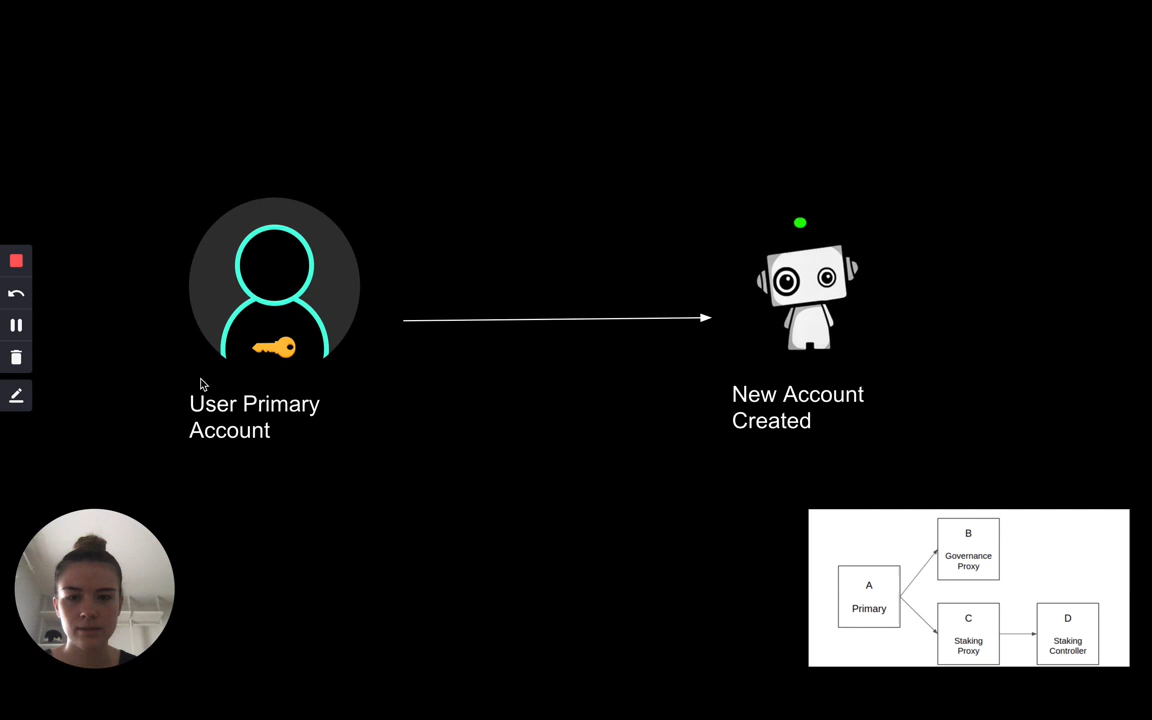 User Primary
Account
New Account
Created
B
Governance
Proxy
A
Primary
C
Staking
Proxy
D
Staking
Controller